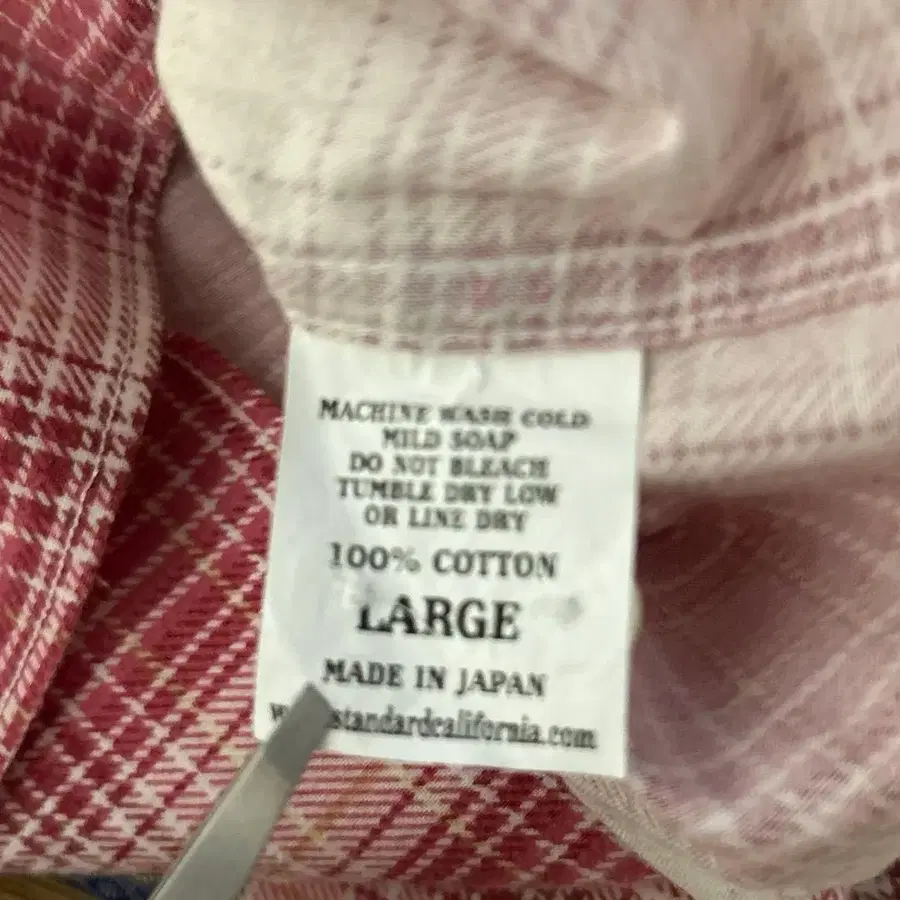 MACHINE WASH COLD
MILD SOAP
DO NOT BLEACH
TUMBLE DRY LOW
OR LINE DRY
100% COTTON
LARGE
MADE IN JAPAN
standardcalifornia.com